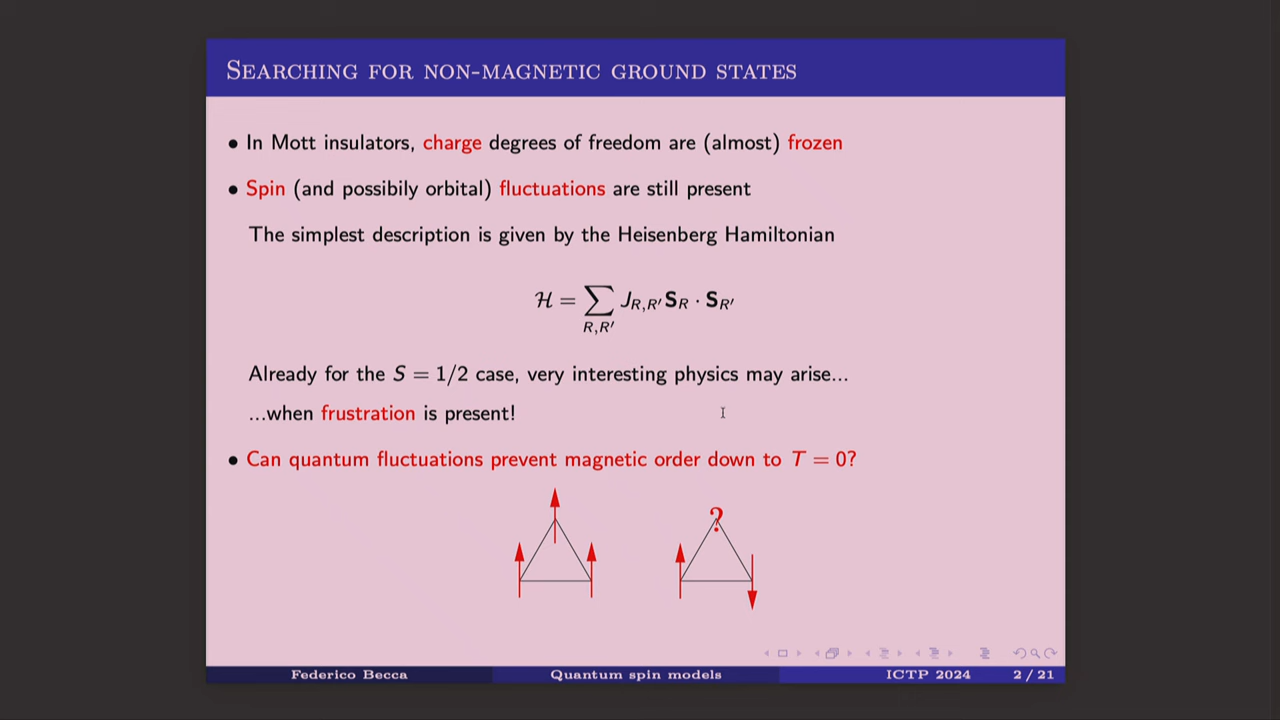 Searching for non-magnetic ground states
• In Mott insulators, charge degrees of freedom are (almost) frozen
• Spin (and possibily orbital) fluctuations are still present
The simplest description is given by the Heisenberg Hamiltonian
ℋ = ∑ J_{R,R′} 𝐒_R · 𝐒_{R′}
R,R′
Already for the S = 1/2 case, very interesting physics may arise...
...when frustration is present!
• Can quantum fluctuations prevent magnetic order down to T = 0?
?
Federico Becca Quantum spin models ICTP 2024 2 / 21